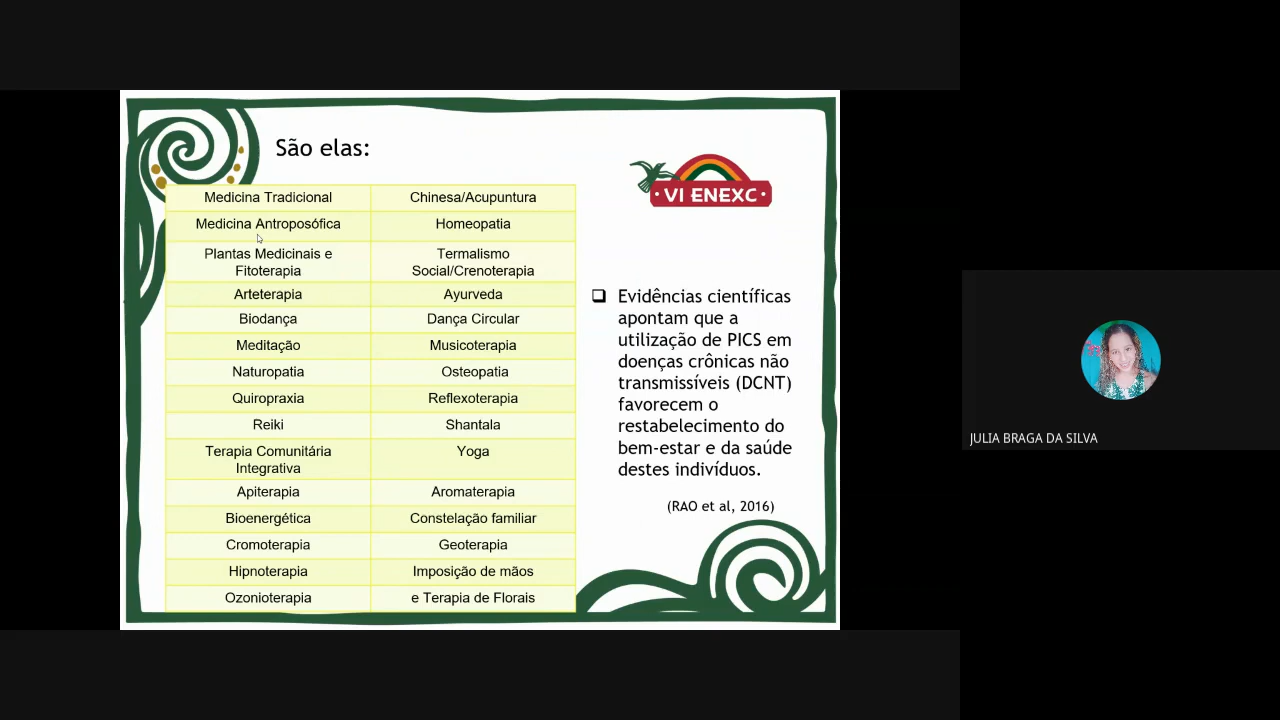 São elas:
· VI ENEXC ·
Medicina Tradicional Chinesa/Acupuntura
Medicina Antroposófica Homeopatia
Plantas Medicinais e Termalismo
Fitoterapia Social/Crenoterapia
Arteterapia Ayurveda
Biodança Dança Circular
Meditação Musicoterapia
Naturopatia Osteopatia
Quiropraxia Reflexoterapia
Reiki Shantala
Terapia Comunitária Yoga
Integrativa
Apiterapia Aromaterapia
Bioenergética Constelação familiar
Cromoterapia Geoterapia
Hipnoterapia Imposição de mãos
Ozonioterapia e Terapia de Florais
Evidências científicas
apontam que a
utilização de PICS em
doenças crônicas não
transmissíveis (DCNT)
favorecem o
restabelecimento do
bem-estar e da saúde
destes indivíduos.
(RAO et al, 2016)
JULIA BRAGA DA SILVA